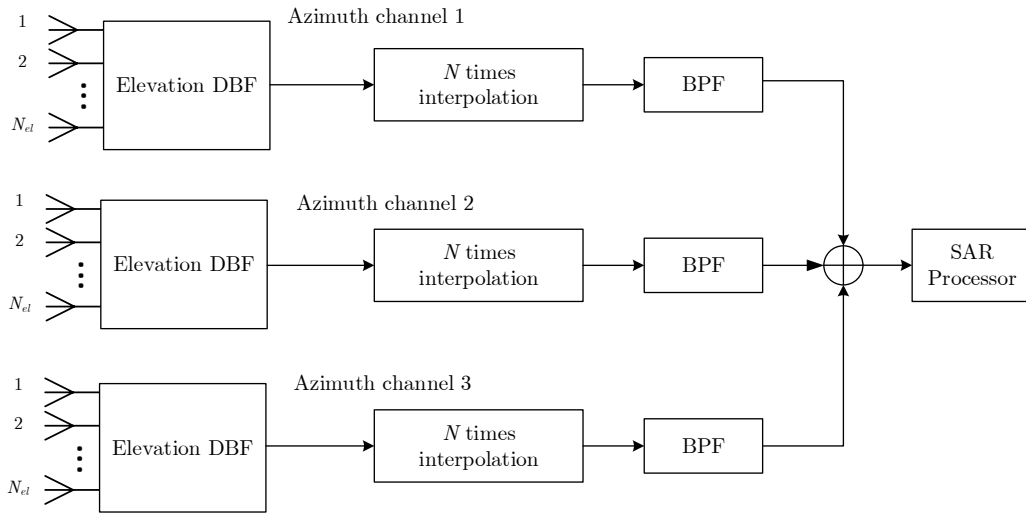 Azimuth channel 1
1
2
N_el
Elevation DBF
N times
interpolation
BPF
Azimuth channel 2
1
2
N_el
Elevation DBF
N times
interpolation
BPF
SAR
Processor
Azimuth channel 3
1
2
N_el
Elevation DBF
N times
interpolation
BPF